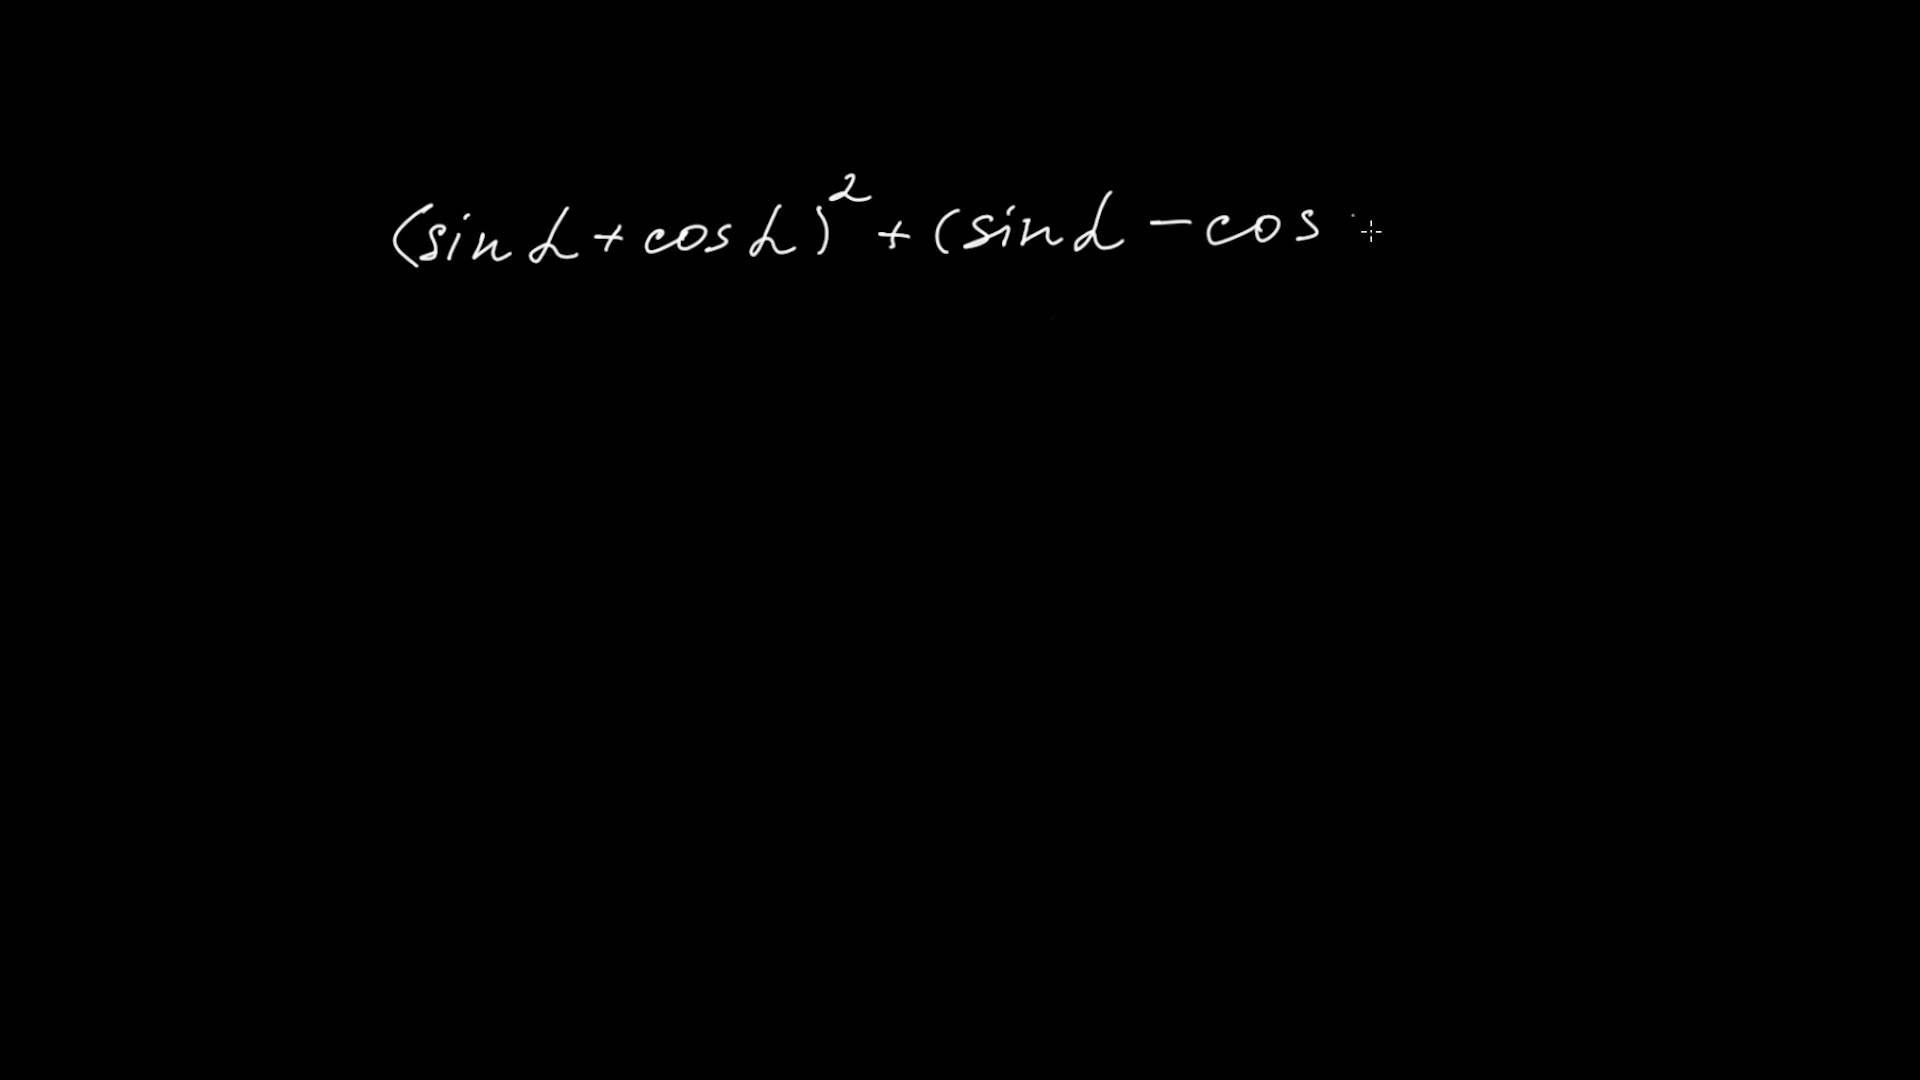 (sin α + cos α)² + (sin α - cos